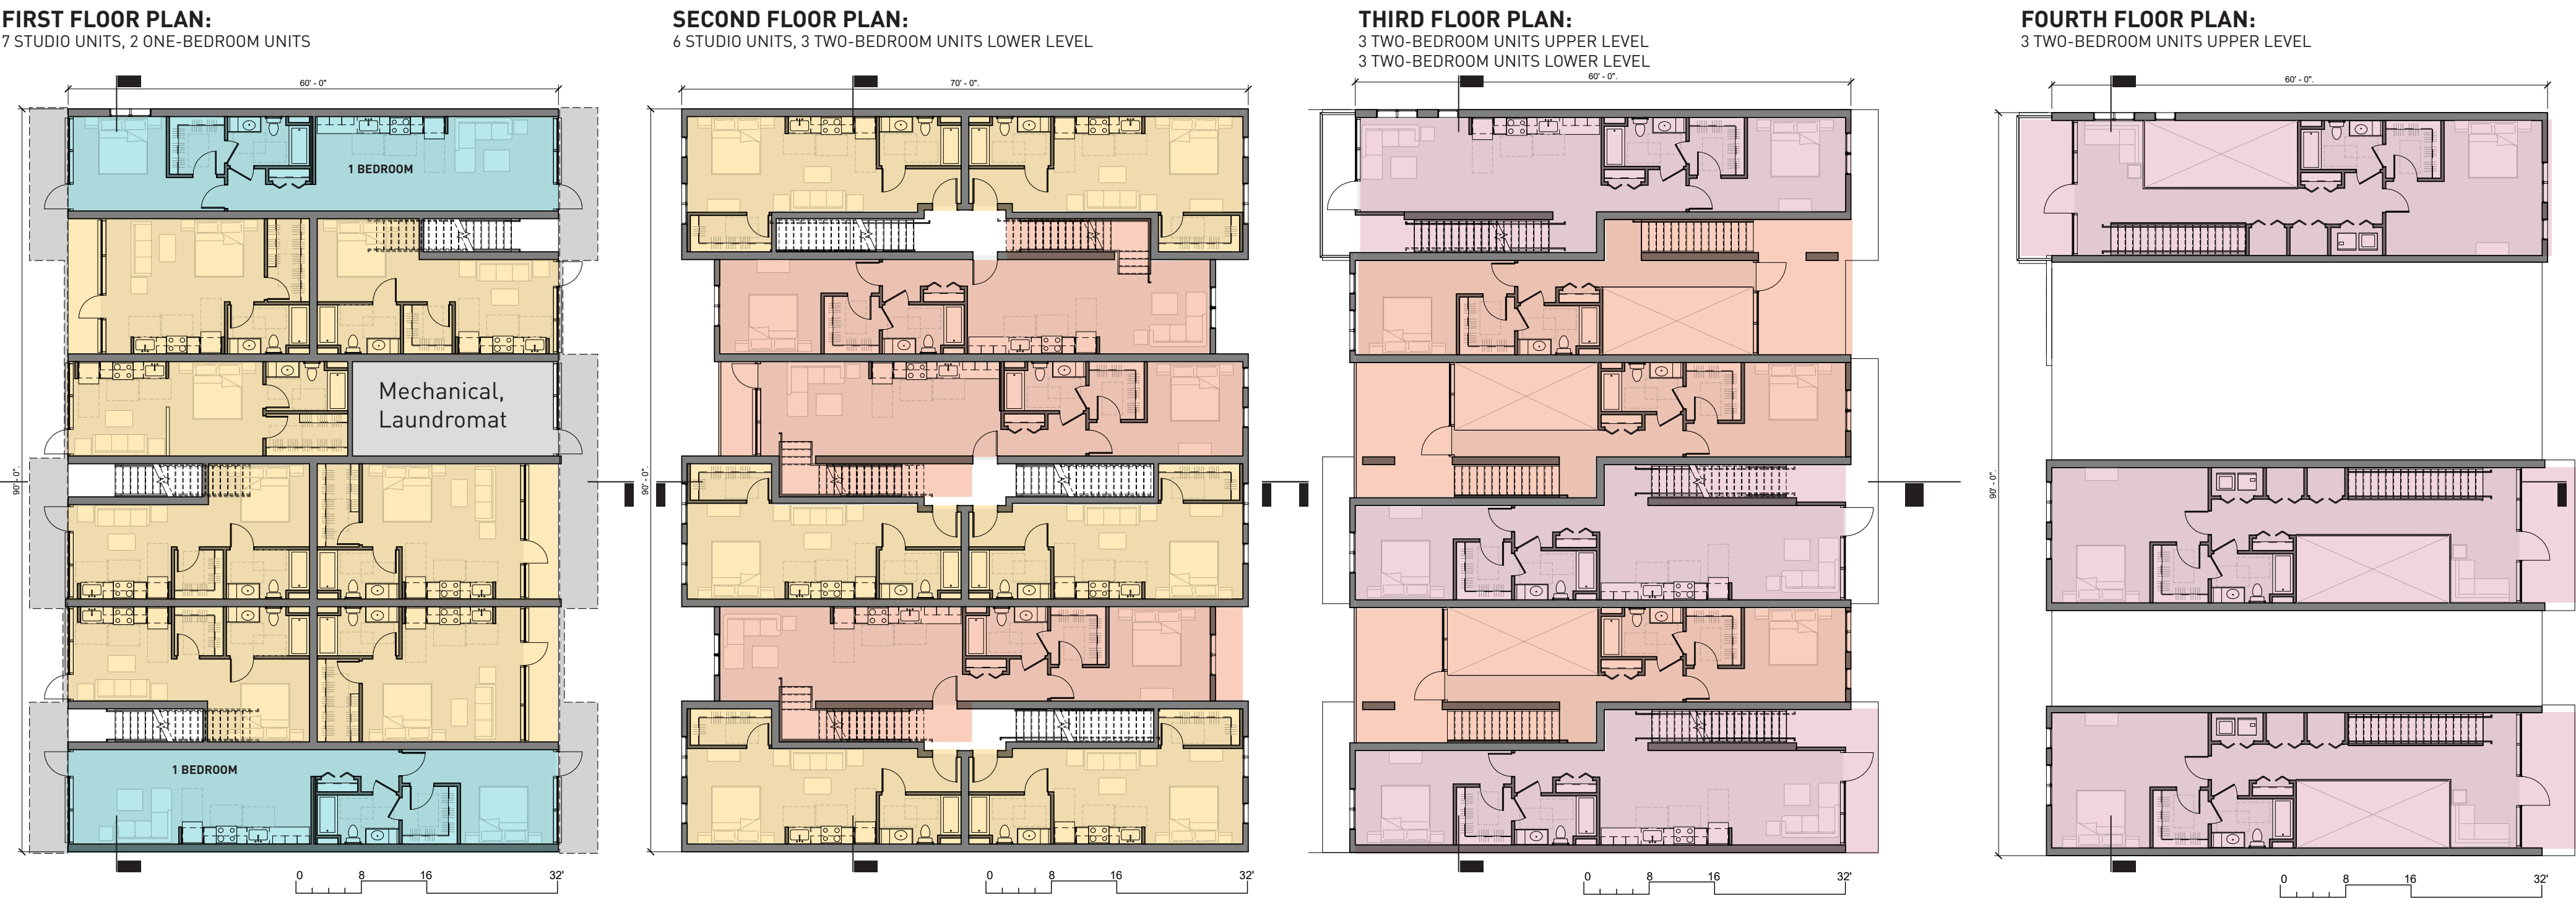 FIRST FLOOR PLAN:
7 STUDIO UNITS, 2 ONE-BEDROOM UNITS
60' - 0"
1 BEDROOM
Mechanical,
Laundromat
90' - 0".
1 BEDROOM
0 8 16 32'
SECOND FLOOR PLAN:
6 STUDIO UNITS, 3 TWO-BEDROOM UNITS LOWER LEVEL
70' - 0".
90' - 0".
0 8 16 32'
THIRD FLOOR PLAN:
3 TWO-BEDROOM UNITS UPPER LEVEL
3 TWO-BEDROOM UNITS LOWER LEVEL
60' - 0".
0 8 16 32'
FOURTH FLOOR PLAN:
3 TWO-BEDROOM UNITS UPPER LEVEL
60' - 0".
90' - 0".
0 8 16 32'